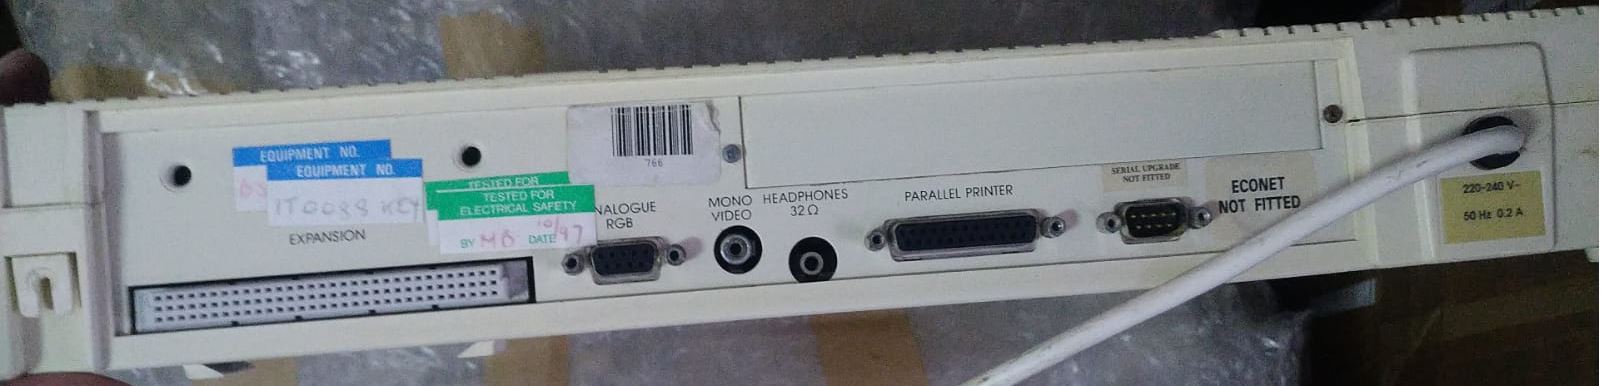 EQUIPMENT NO.
EQUIPMENT NO.
IT0088 KEY
EXPANSION
TESTED FOR
TESTED FOR
ELECTRICAL SAFETY
BY MB DATE 10/97
766
NALOGUE
RGB
MONO
VIDEO
HEADPHONES
32 Ω
PARALLEL PRINTER
SERIAL UPGRADE
NOT FITTED
ECONET
NOT FITTED
220-240 V~
50 Hz 0.2 A